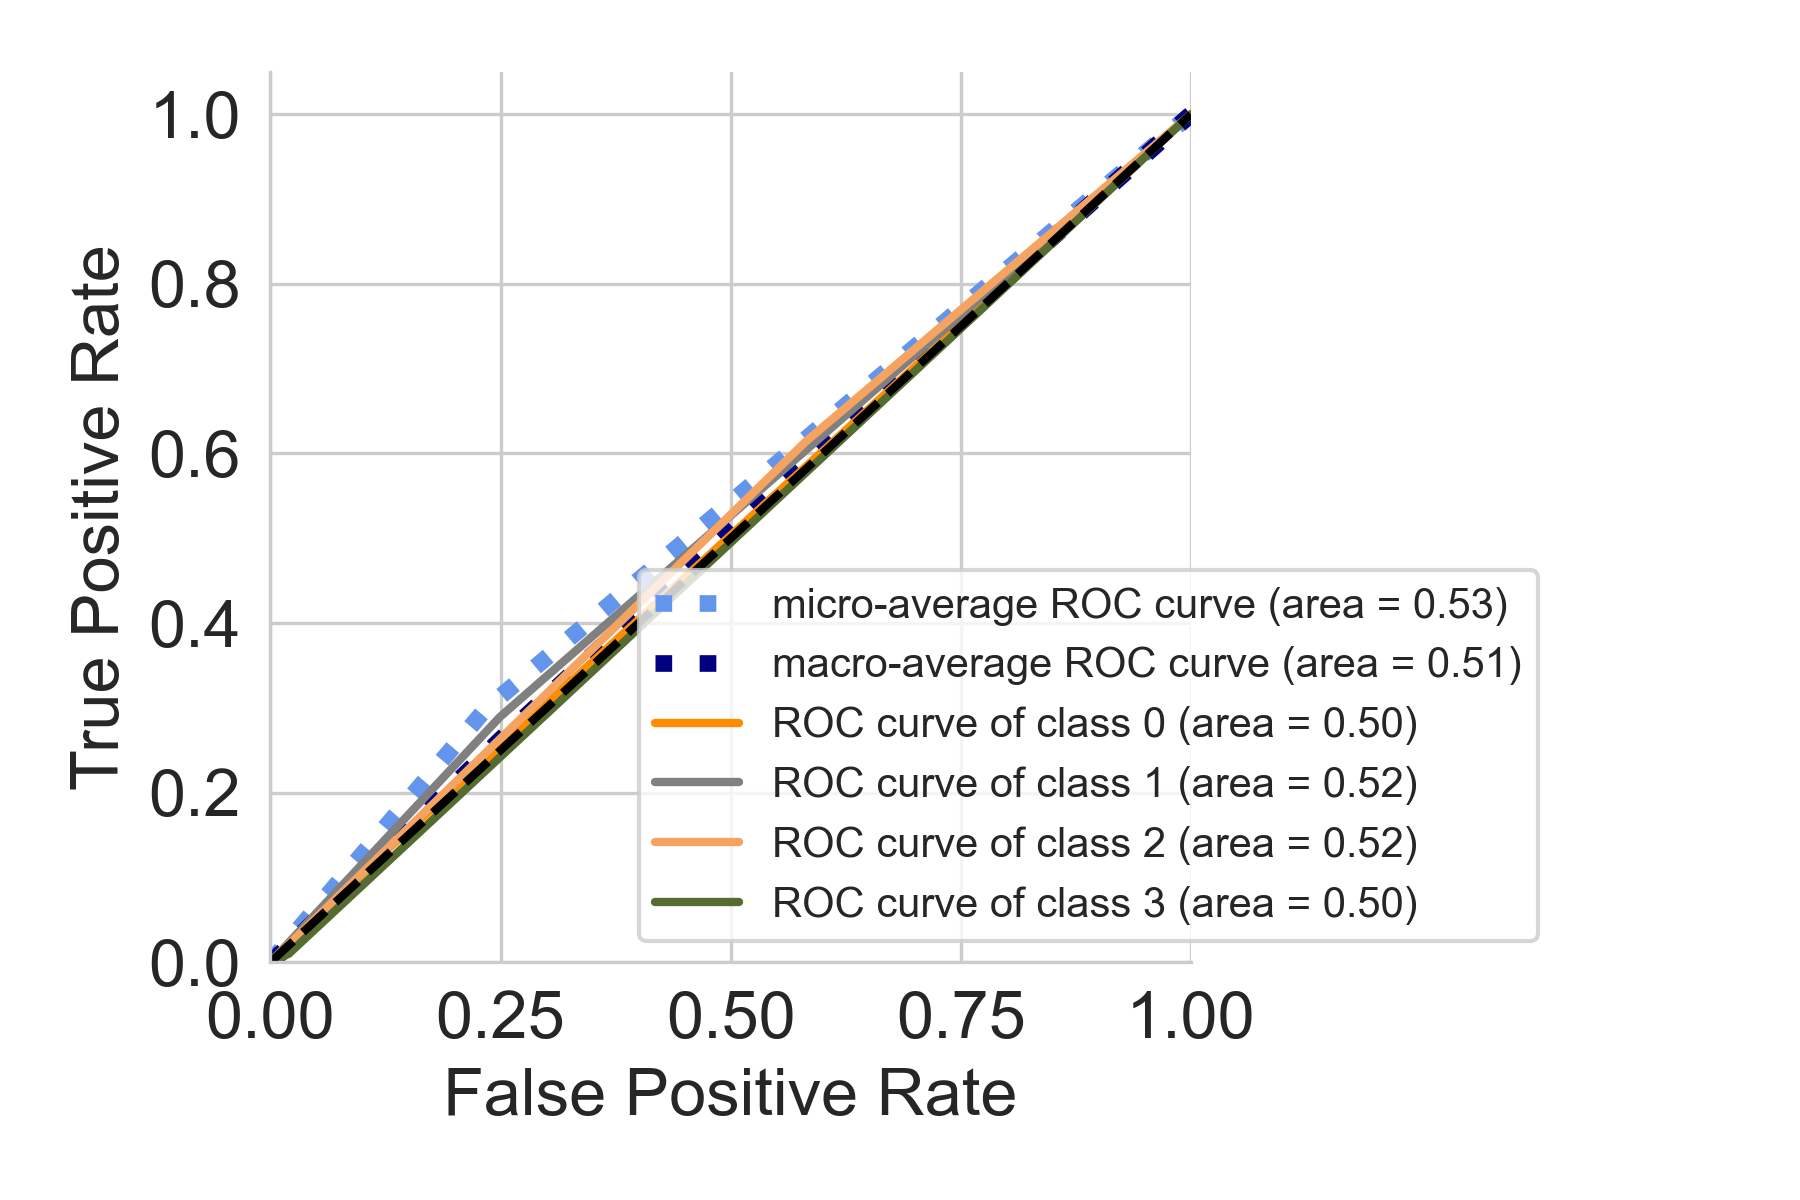 True Positive Rate
1.0
0.8
0.6
0.4
0.2
0.0
micro-average ROC curve (area = 0.53)
macro-average ROC curve (area = 0.51)
ROC curve of class 0 (area = 0.50)
ROC curve of class 1 (area = 0.52)
ROC curve of class 2 (area = 0.52)
ROC curve of class 3 (area = 0.50)
0.00 0.25 0.50 0.75 1.00
False Positive Rate